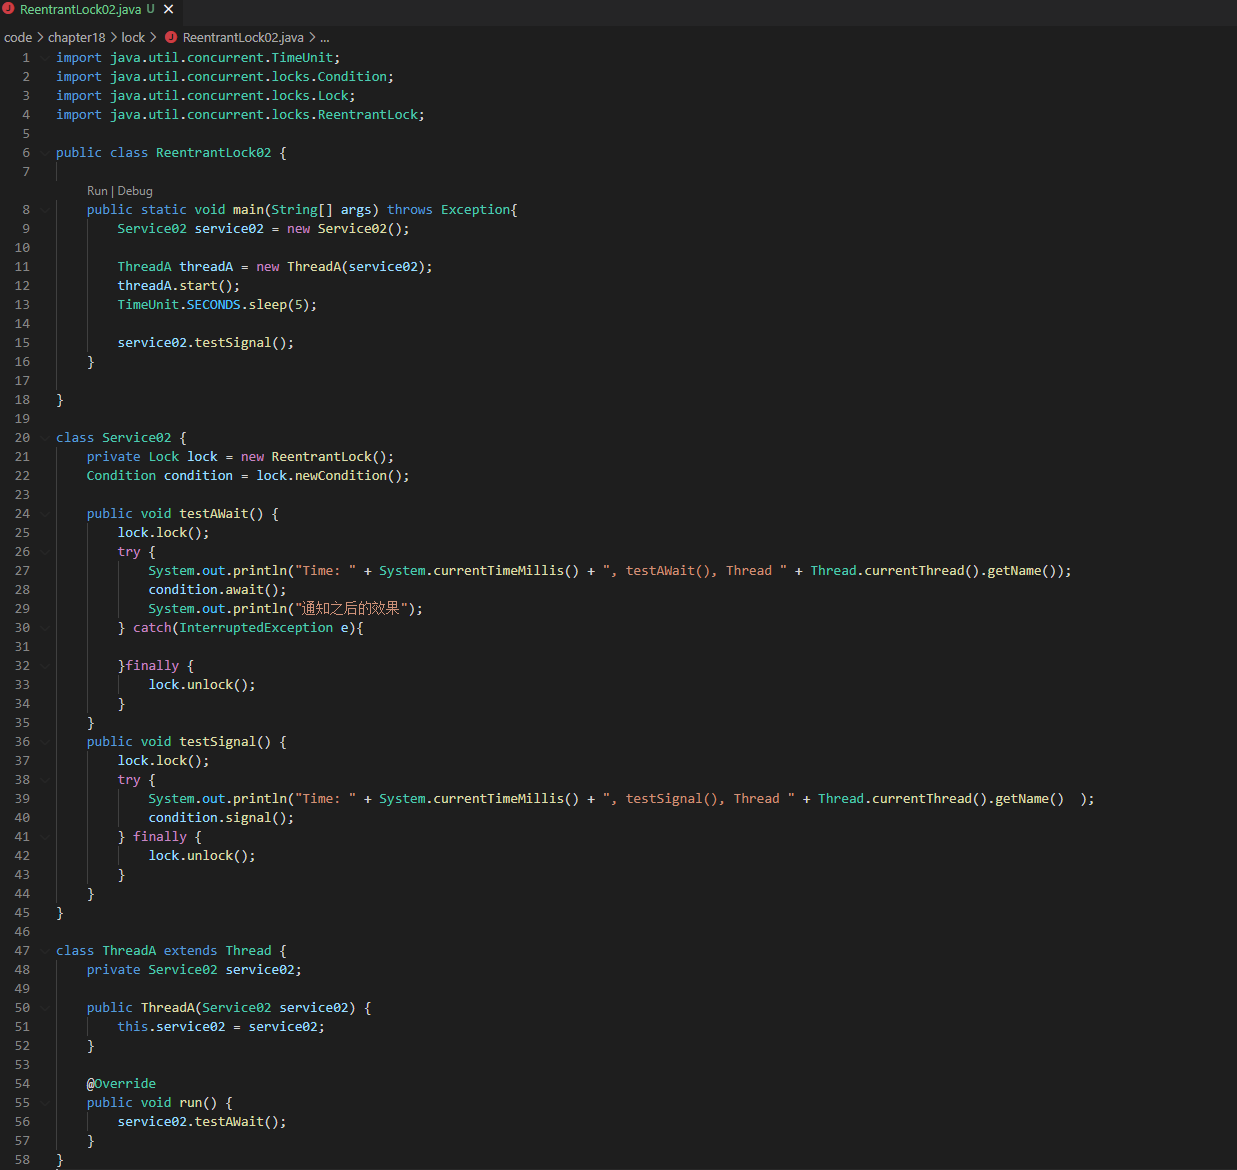 ReentrantLock02.java U ×
code > chapter18 > lock > ReentrantLock02.java > ...
1 import java.util.concurrent.TimeUnit;
2 import java.util.concurrent.locks.Condition;
3 import java.util.concurrent.locks.Lock;
4 import java.util.concurrent.locks.ReentrantLock;
5
6 public class ReentrantLock02 {
7
Run | Debug
8 public static void main(String[] args) throws Exception{
9 Service02 service02 = new Service02();
10
11 ThreadA threadA = new ThreadA(service02);
12 threadA.start();
13 TimeUnit.SECONDS.sleep(5);
14
15 service02.testSignal();
16 }
17
18 }
19
20 class Service02 {
21 private Lock lock = new ReentrantLock();
22 Condition condition = lock.newCondition();
23
24 public void testAWait() {
25 lock.lock();
26 try {
27 System.out.println("Time: " + System.currentTimeMillis() + ", testAWait(), Thread " + Thread.currentThread().getName());
28 condition.await();
29 System.out.println("通知之后的效果");
30 } catch(InterruptedException e){
31
32 }finally {
33 lock.unlock();
34 }
35 }
36 public void testSignal() {
37 lock.lock();
38 try {
39 System.out.println("Time: " + System.currentTimeMillis() + ", testSignal(), Thread " + Thread.currentThread().getName()  );
40 condition.signal();
41 } finally {
42 lock.unlock();
43 }
44 }
45 }
46
47 class ThreadA extends Thread {
48 private Service02 service02;
49
50 public ThreadA(Service02 service02) {
51 this.service02 = service02;
52 }
53
54 @Override
55 public void run() {
56 service02.testAWait();
57 }
58 }